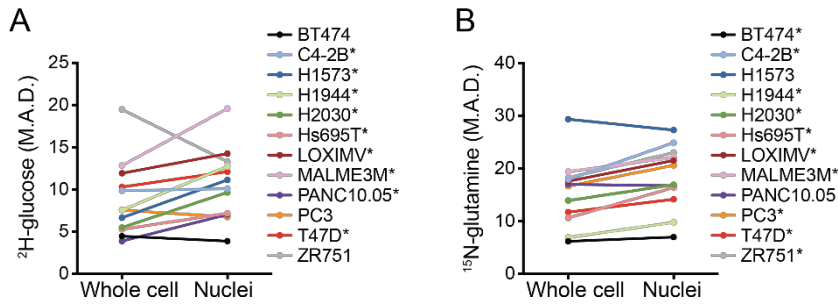 A
²H-glucose (M.A.D.)
25
20
15
10
5
0
Whole cell Nuclei
BT474
C4-2B*
H1573*
H1944*
H2030*
Hs695T*
LOXIMV*
MALME3M*
PANC10.05*
PC3
T47D*
ZR751
B
¹⁵N-glutamine (M.A.D.)
40
30
20
10
0
Whole cell Nuclei
BT474*
C4-2B*
H1573
H1944*
H2030*
Hs695T*
LOXIMV*
MALME3M*
PANC10.05
PC3*
T47D*
ZR751*